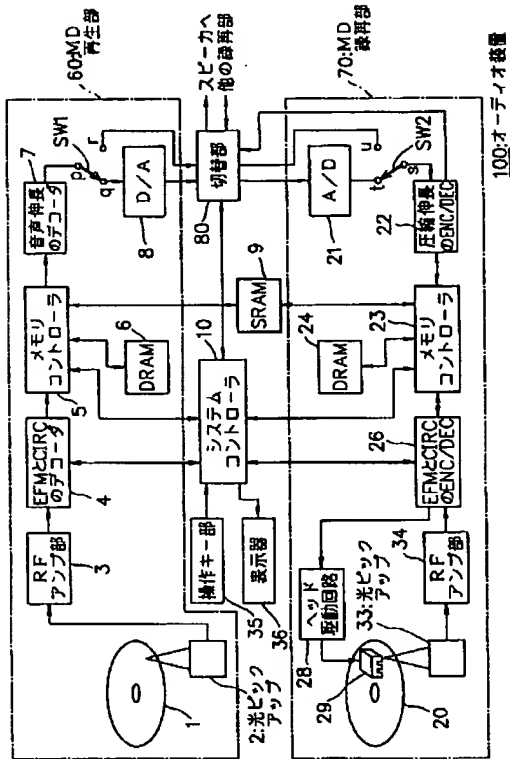 60:MD
再生部
1
2:光ピック
アップ
RF
アンプ部
3
EFMとCIRC
のデコーダ
4
メモリ
コントローラ
5
DRAM
6
音声伸長
のデコーダ
7
SW1
p
q
r
D/A
8
操作キー部
35
表示器
36
システム
コントローラ
10
SRAM
9
切替部
80
スピーカへ
他の録再部
70:MD
録再部
20
ヘッド
駆動回路
28
29
33:光ピック
アップ
RF
アンプ部
34
EFMとCIRC
のENC/DEC
26
メモリ
コントローラ
23
DRAM
24
圧縮伸長
のENC/DEC
22
A/D
21
SW2
s
t
u
100:オーディオ装置